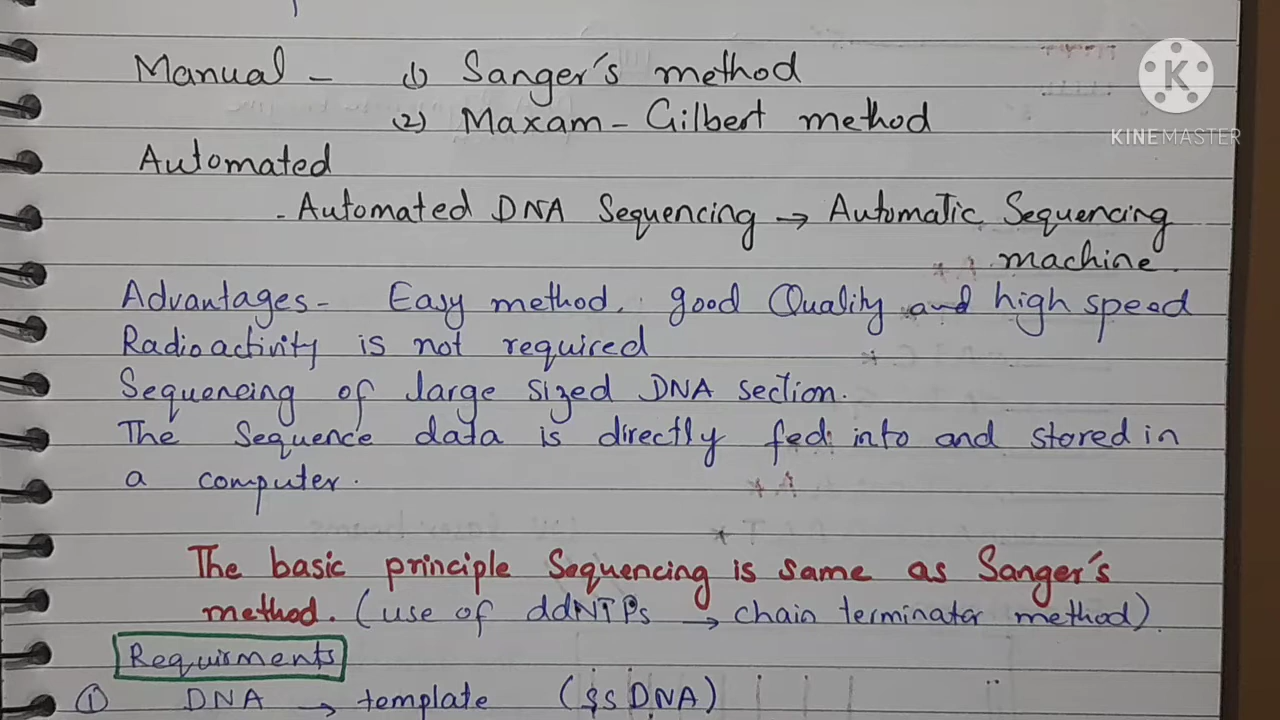 Manual - (1) Sanger's method
(2) Maxam - Gilbert method
Automated
- Automated DNA Sequencing → Automatic Sequencing
machine.
Advantages - Easy method. good Quality and high speed
Radioactivity is not required
Sequencing of large sized DNA section.
The Sequence data is directly fed into and stored in
a computer.
The basic principle Sequencing is same as Sanger's
method. (use of ddNTPs → chain terminator method)
Requirments
① DNA → template (ssDNA)
K
KINEMASTER